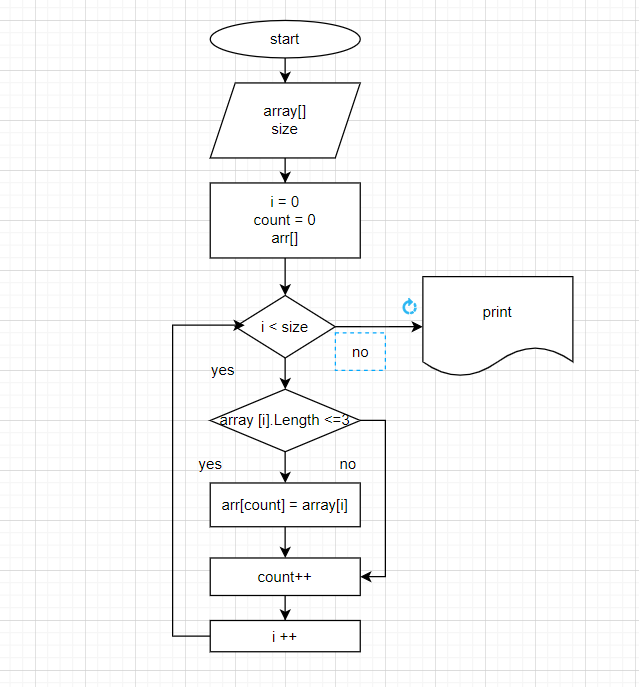 start
array[]
size
i = 0
count = 0
arr[]
i < size
print
no
yes
array [i].Length <=3
yes
no
arr[count] = array[i]
count++
i ++